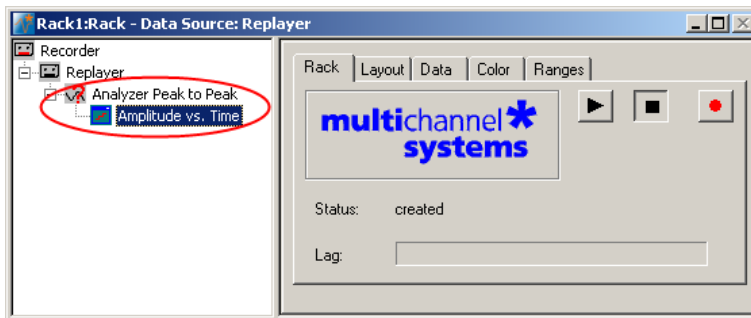 Rack1:Rack - Data Source: Replayer
Recorder
Replayer
Analyzer Peak to Peak
Amplitude vs. Time
Rack Layout Data Color Ranges
multichannel
systems
Status: created
Lag: